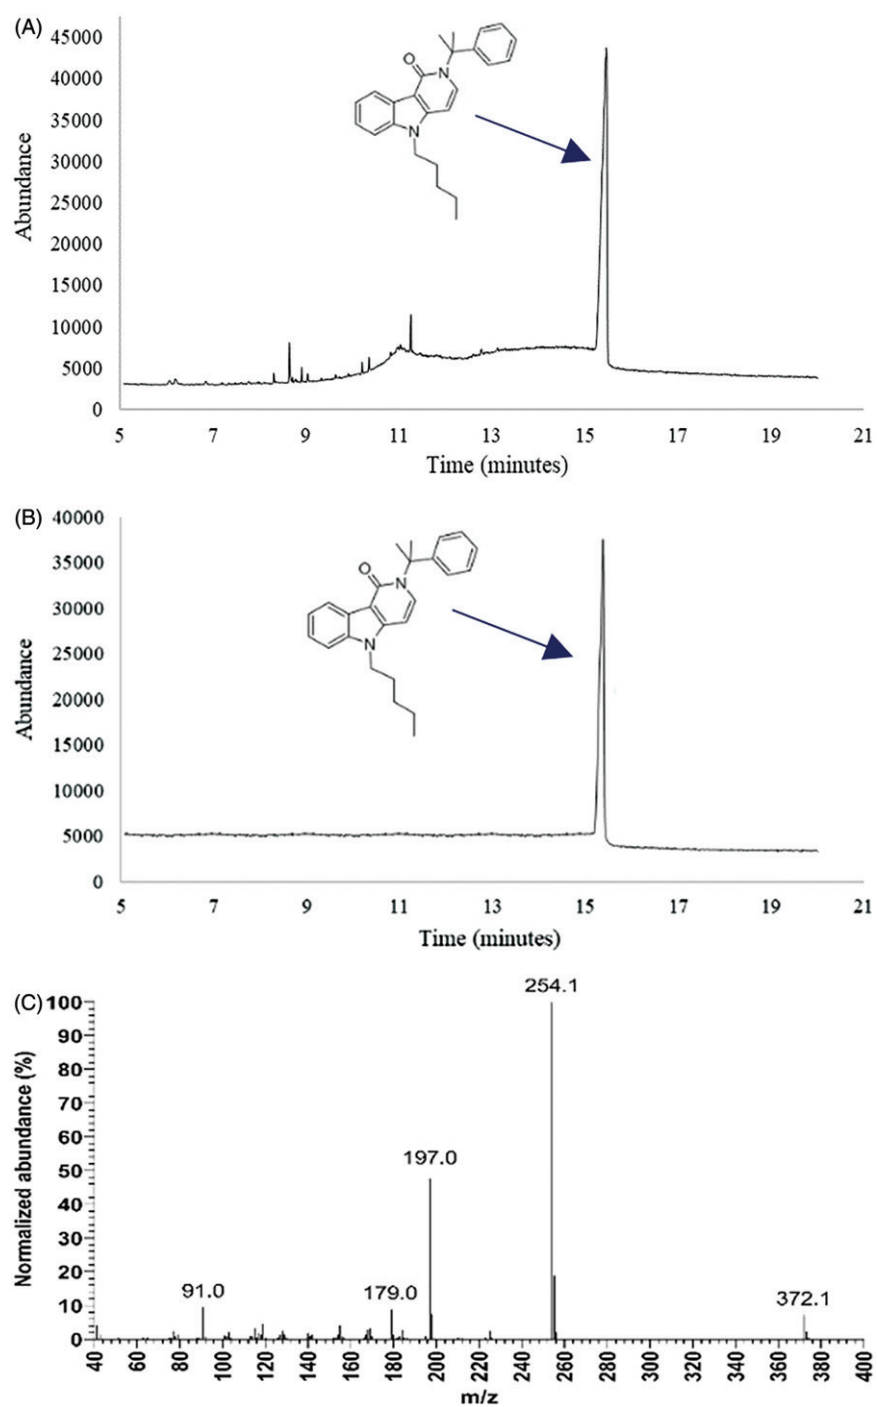 (A)
45000
40000
35000
30000
25000
20000
15000
10000
5000
0
Abundance
O
N
N
5 7 9 11 13 15 17 19 21
Time (minutes)
(B)
40000
35000
30000
25000
20000
15000
10000
5000
0
Abundance
O
N
N
5 7 9 11 13 15 17 19 21
Time (minutes)
(C)
100
90
80
70
60
50
40
30
20
10
0
Normalized abundance (%)
254.1
197.0
91.0
179.0
372.1
40 60 80 100 120 140 160 180 200 220 240 260 280 300 320 340 360 380 400
m/z